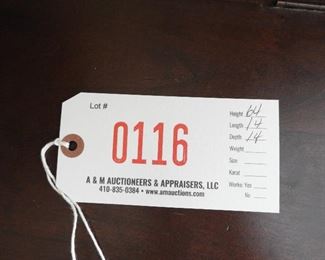 Lot #
0116
A & M AUCTIONEERS & APPRAISERS, LLC
410-835-0384 • www.amauctions.com
Height 64
Length 14
Depth 14
Weight
Size
Karat
Works: Yes
No